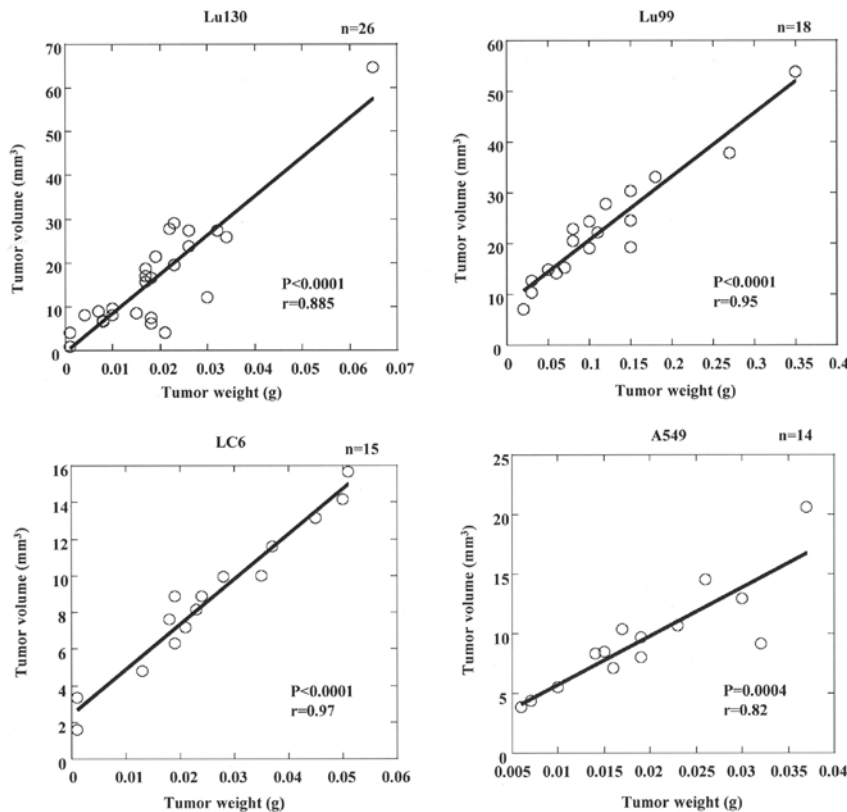 Lu130
n=26
Tumor volume (mm³)
70
60
50
40
30
20
10
0
P<0.0001
r=0.885
0 0.01 0.02 0.03 0.04 0.05 0.06 0.07
Tumor weight (g)
Lu99
n=18
Tumor volume (mm³)
60
50
40
30
20
10
0
P<0.0001
r=0.95
0 0.05 0.1 0.15 0.2 0.25 0.3 0.35 0.4
Tumor weight (g)
LC6
n=15
Tumor volume (mm³)
16
14
12
10
8
6
4
2
0
P<0.0001
r=0.97
0 0.01 0.02 0.03 0.04 0.05 0.06
Tumor weight (g)
A549
n=14
Tumor volume (mm³)
25
20
15
10
5
0
P=0.0004
r=0.82
0.005 0.01 0.015 0.02 0.025 0.03 0.035 0.04
Tumor weight (g)